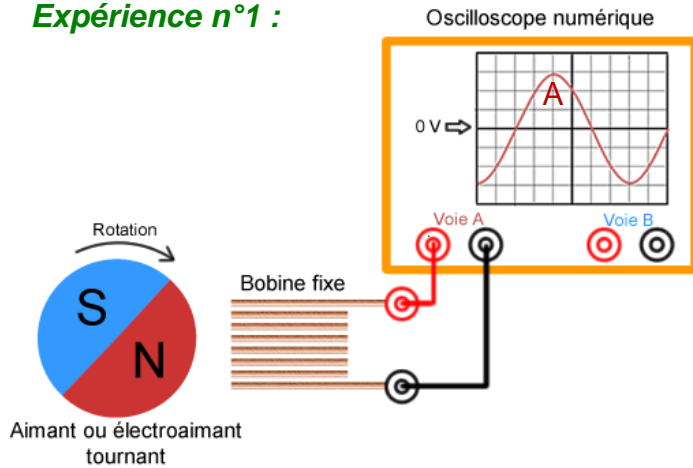 Expérience n°1 :
Oscilloscope numérique
A
0 V
Voie A
Voie B
Rotation
Bobine fixe
S
N
Aimant ou électroaimant
tournant